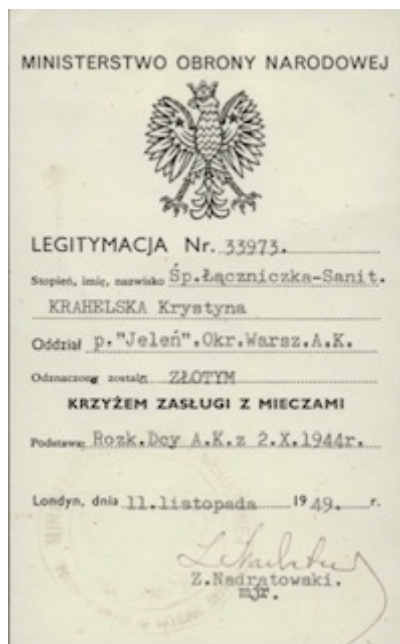 MINISTERSTWO OBRONY NARODOWEJ
LEGITYMACJA Nr. 33973.
Stopień, imię, nazwisko Śp.Łączniczka-Sanit.
KRAHELSKA Krystyna
Oddział p."Jeleń".Okr.Warsz.A.K.
Odznaczony został ZŁOTYM
KRZYŻEM ZASŁUGI Z MIECZAMI
Podstawa: Rozk.Dcy A.K.z 2.X.1944r.
Londyn, dnia 11.listopada 1949. r.
Z.Nadratowski.
mjr.